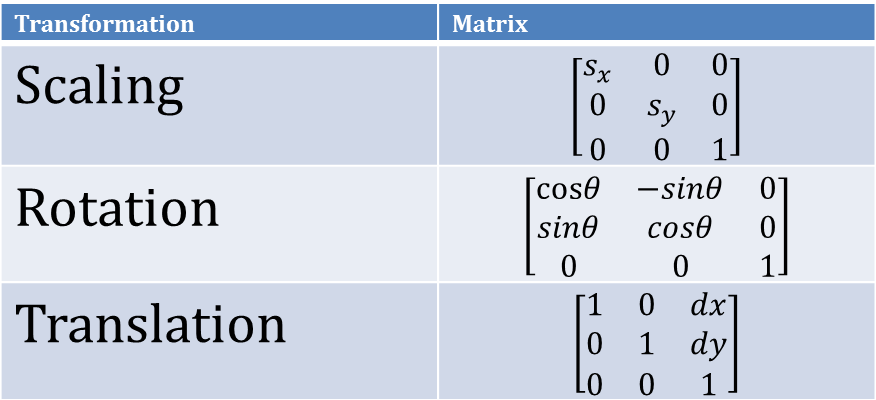 Transformation Matrix
Scaling
[s_x 0 0]
[0 s_y 0]
[0 0 1]
Rotation
[cosθ −sinθ 0]
[sinθ cosθ 0]
[0 0 1]
Translation
[1 0 dx]
[0 1 dy]
[0 0 1]